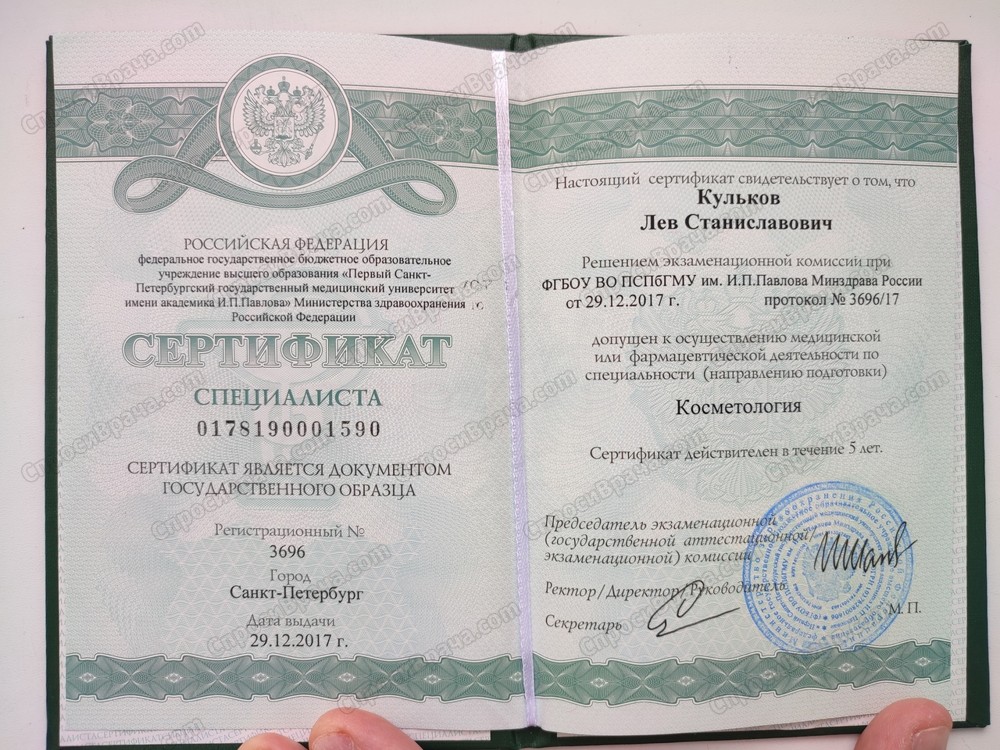 РОССИЙСКАЯ ФЕДЕРАЦИЯ
федеральное государственное бюджетное образовательное
учреждение высшего образования «Первый Санкт-
Петербургский государственный медицинский университет
имени академика И.П.Павлова» Министерства здравоохранения
Российской Федерации
СЕРТИФИКАТ
СПЕЦИАЛИСТА
0178190001590
СЕРТИФИКАТ ЯВЛЯЕТСЯ ДОКУМЕНТОМ
ГОСУДАРСТВЕННОГО ОБРАЗЦА
Регистрационный №
3696
Город
Санкт-Петербург
Дата выдачи
29.12.2017 г.
Настоящий сертификат свидетельствует о том, что
Кульков
Лев Станиславович
Решением экзаменационной комиссии при
ФГБОУ ВО ПСПбГМУ им. И.П.Павлова Минздрава России
от 29.12.2017 г. протокол № 3696/17
допущен к осуществлению медицинской
или фармацевтической деятельности по
специальности (направлению подготовки)
Косметология
Сертификат действителен в течение 5 лет.
Председатель экзаменационной
(государственной аттестационной/
экзаменационной) комиссии
Ректор/Директор/Руководитель
Секретарь
М.П.
СпросиВрача.com